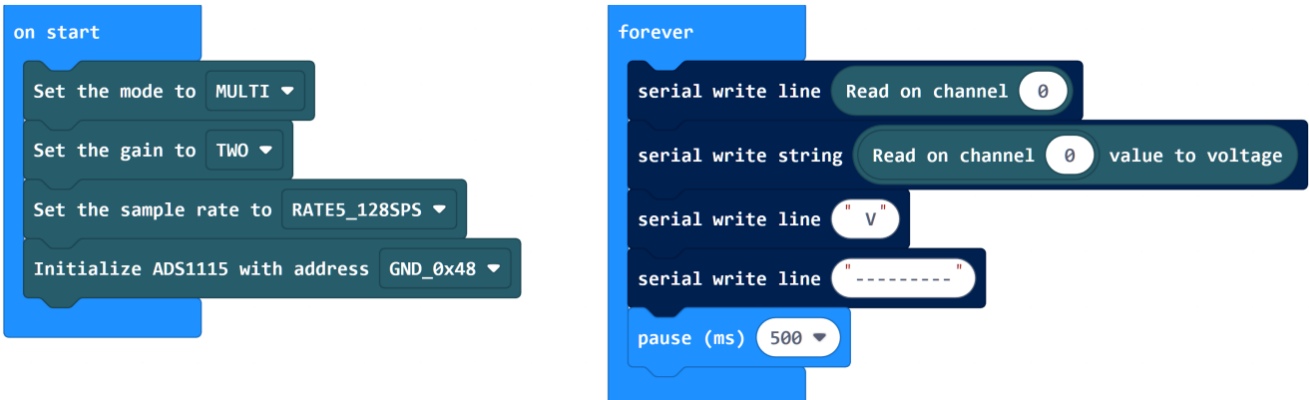 on start
Set the mode to MULTI
Set the gain to TWO
Set the sample rate to RATE5_128SPS
Initialize ADS1115 with address GND_0x48
forever
serial write line Read on channel 0
serial write string Read on channel 0 value to voltage
serial write line " V "
serial write line "---------"
pause (ms) 500